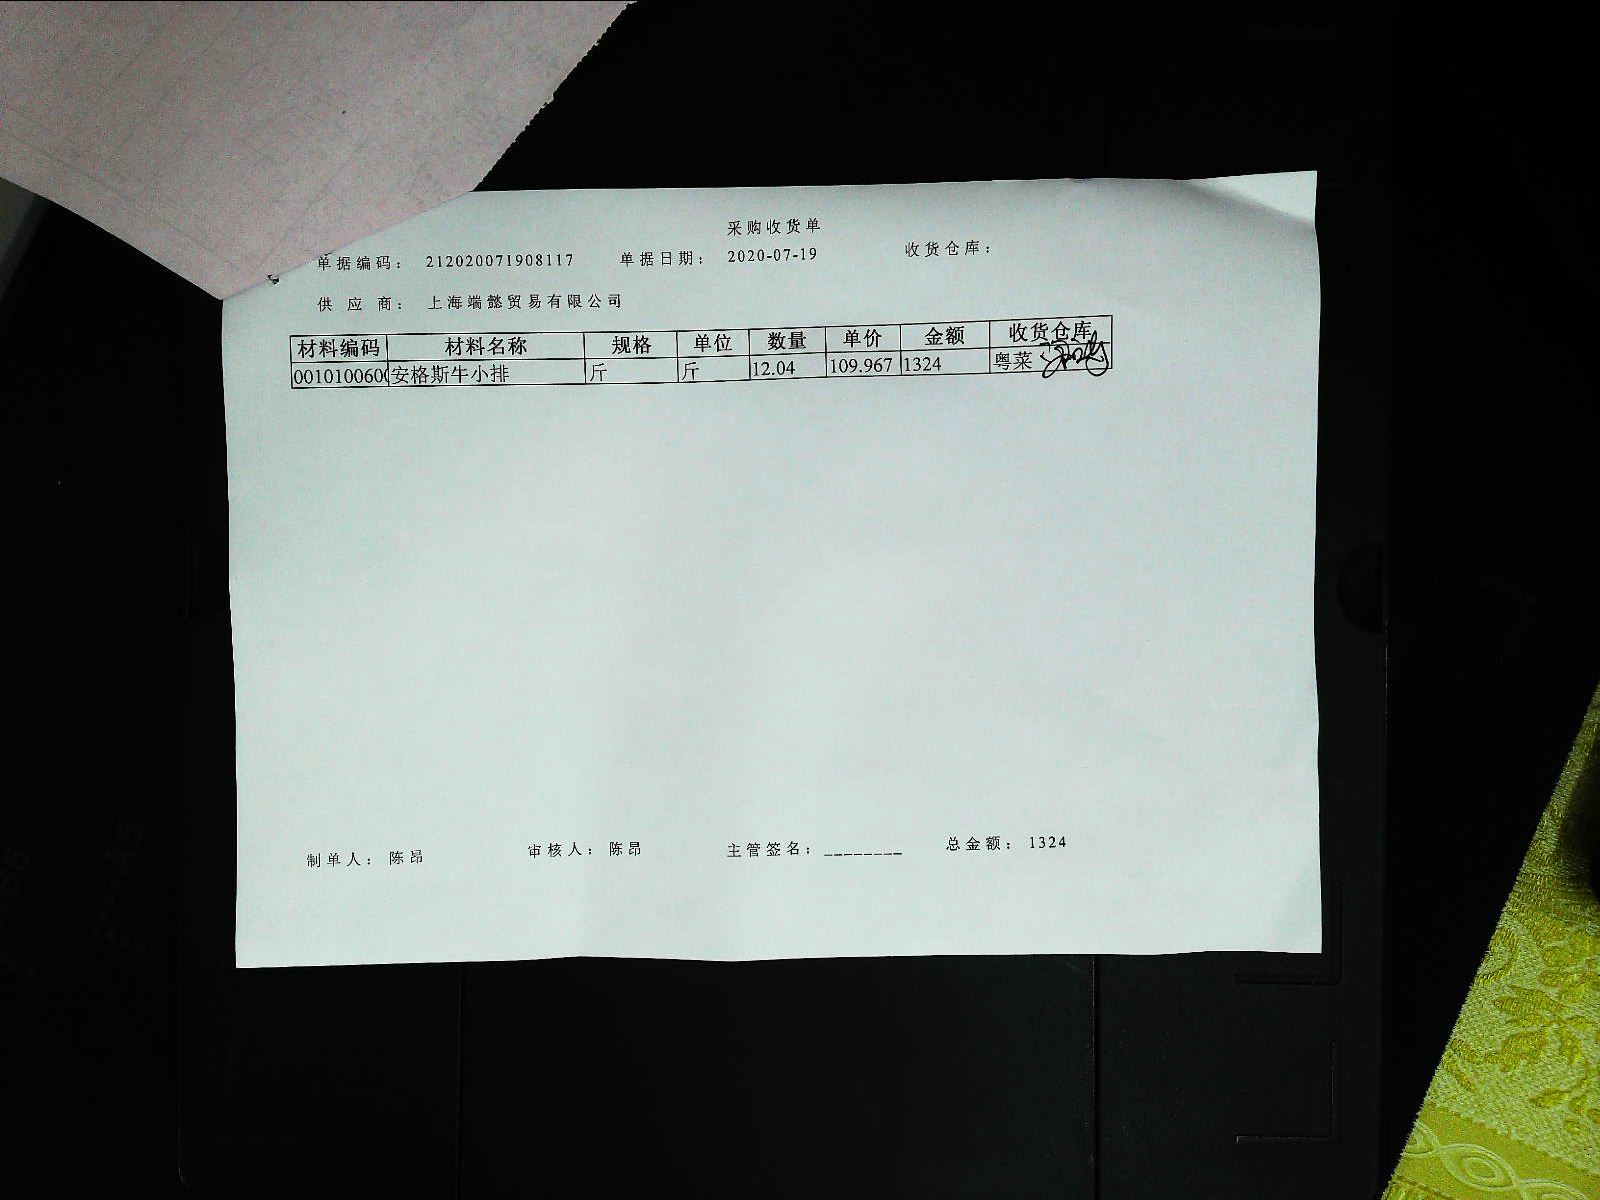 采购收货单
单据编码： 212020071908117 单据日期： 2020-07-19 收货仓库：
供 应 商： 上海端懿贸易有限公司
材料编码 材料名称 规格 单位 数量 单价 金额 收货仓库
0010100600 安格斯牛小排 斤 斤 12.04 109.967 1324 粤菜
制单人： 陈昂 审核人： 陈昂 主管签名：________ 总金额： 1324